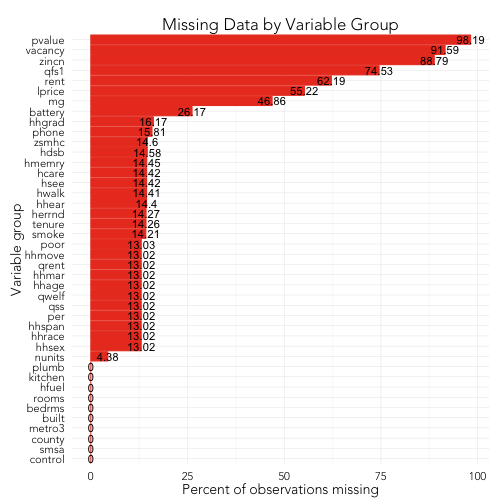 Missing Data by Variable Group
Variable group
pvalue 98.19
vacancy 91.59
zincn 88.79
qfs1 74.53
rent 62.19
lprice 55.22
mg 46.86
battery 26.17
hhgrad 16.17
phone 15.81
zsmhc 14.6
hdsb 14.58
hmemry 14.45
hcare 14.42
hsee 14.42
hwalk 14.41
hhear 14.4
herrnd 14.27
tenure 14.26
smoke 14.21
poor 13.03
hhmove 13.02
qrent 13.02
hhmar 13.02
hhage 13.02
qwelf 13.02
qss 13.02
per 13.02
hhspan 13.02
hhrace 13.02
hhsex 13.02
nunits 4.38
plumb 0
kitchen 0
hfuel 0
rooms 0
bedrms 0
built 0
metro3 0
county 0
smsa 0
control 0
0 25 50 75 100
Percent of observations missing